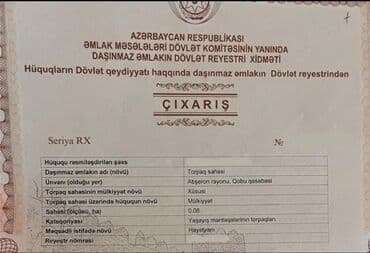 AZƏRBAYCAN RESPUBLİKASI
ƏMLAK MƏSƏLƏLƏRİ DÖVLƏT KOMİTƏSİNİN YANINDA
DAŞINMAZ ƏMLAKIN DÖVLƏT REYESTRİ XİDMƏTİ
Hüquqların Dövlət qeydiyyatı haqqında daşınmaz əmlakın Dövlət reyestrindən
ÇIXARIŞ
Seriya RX №
Hüququ rəsmiləşdirilən şəxs
Daşınmaz əmlakın adı (növü) Torpaq sahəsi
Ünvanı (olduğu yer) Abşeron rayonu, Qobu qəsəbəsi
Torpaq sahəsinin mülkiyyət növü Xüsusi
Torpaq sahəsi üzərində hüququn növü Mülkiyyət
Sahəsi (ölçüsü, ha) 0.06
Kateqoriyası Yaşayış məntəqələrinin torpaqları
Məqsədli istifadə növü Həyətyanı
Reyestr nömrəsi